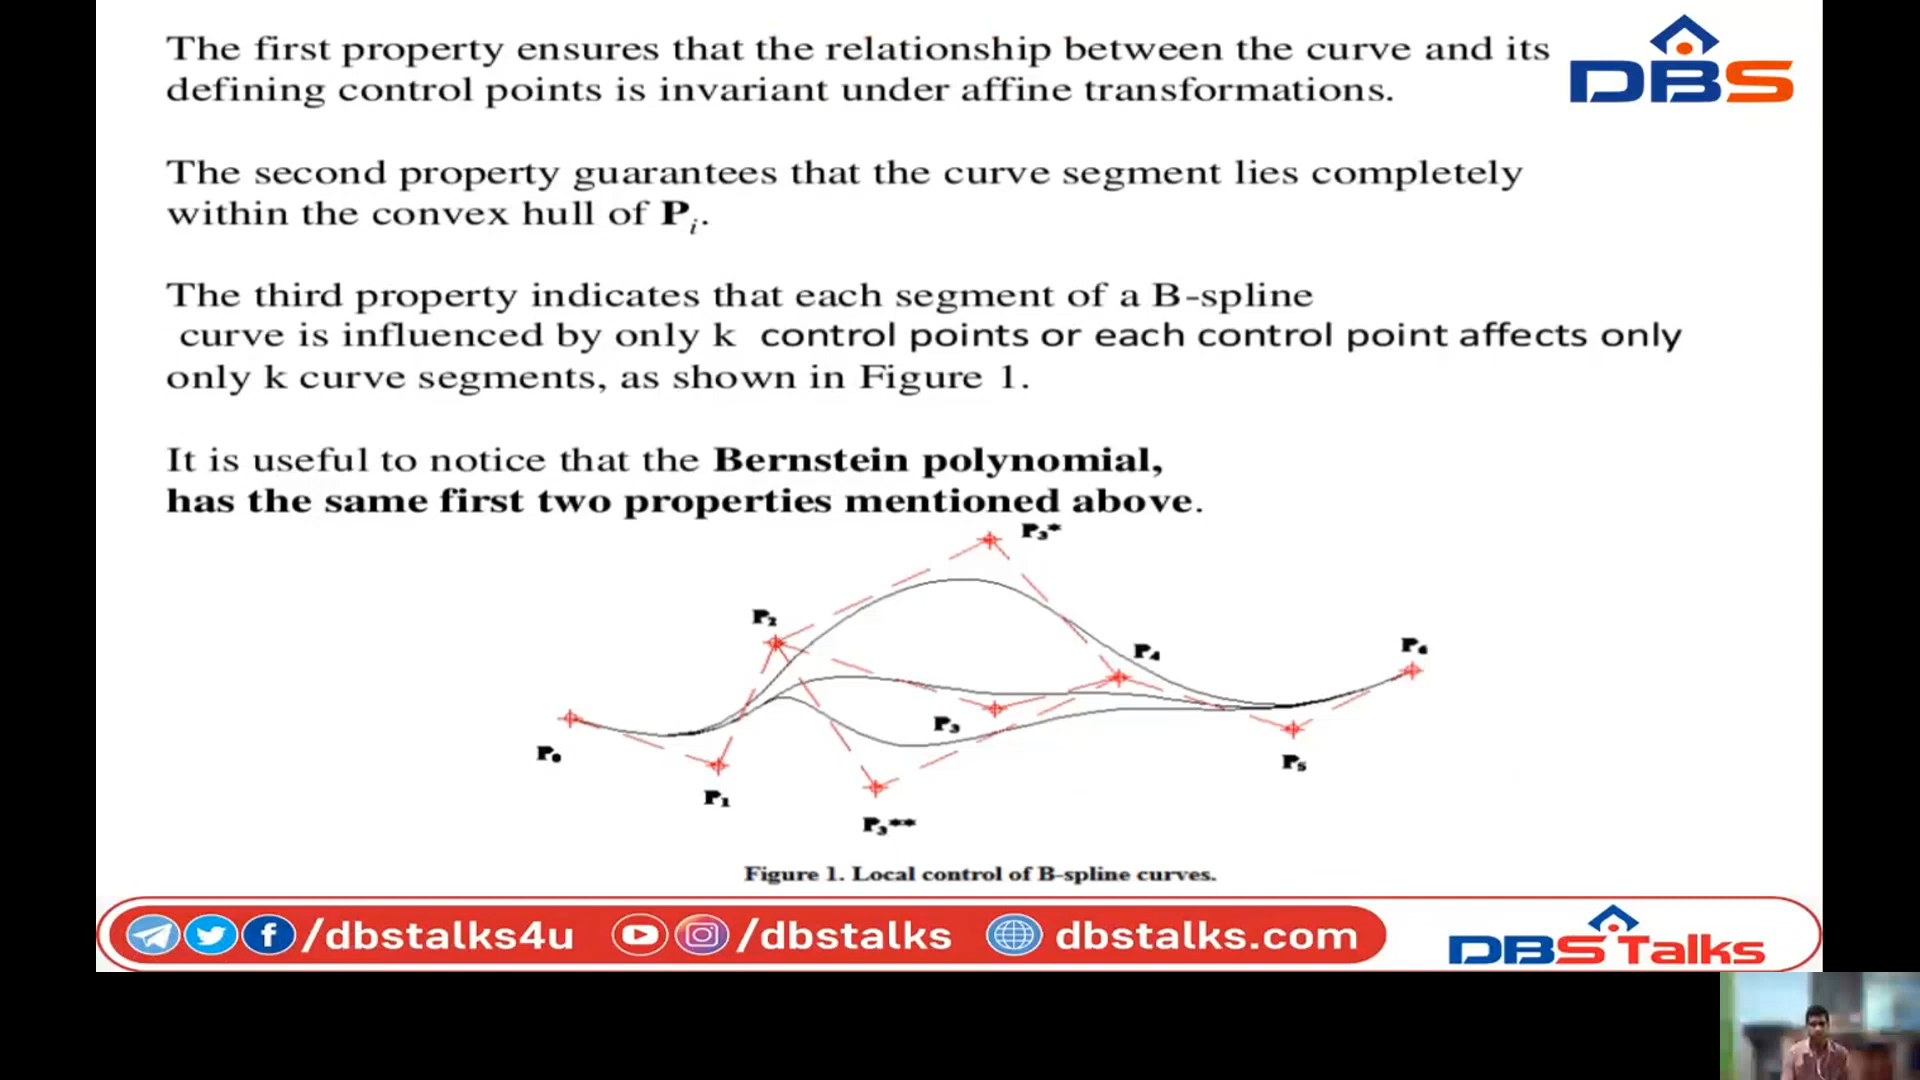 The first property ensures that the relationship between the curve and its
defining control points is invariant under affine transformations.
DBS
The second property guarantees that the curve segment lies completely
within the convex hull of Pᵢ.
The third property indicates that each segment of a B-spline
curve is influenced by only k control points or each control point affects only
only k curve segments, as shown in Figure 1.
It is useful to notice that the Bernstein polynomial,
has the same first two properties mentioned above.
P₃*
P₂
P₄
P₆
P₃
P₀
P₅
P₁
P₃**
Figure 1. Local control of B-spline curves.
/dbstalks4u /dbstalks dbstalks.com
DBS Talks